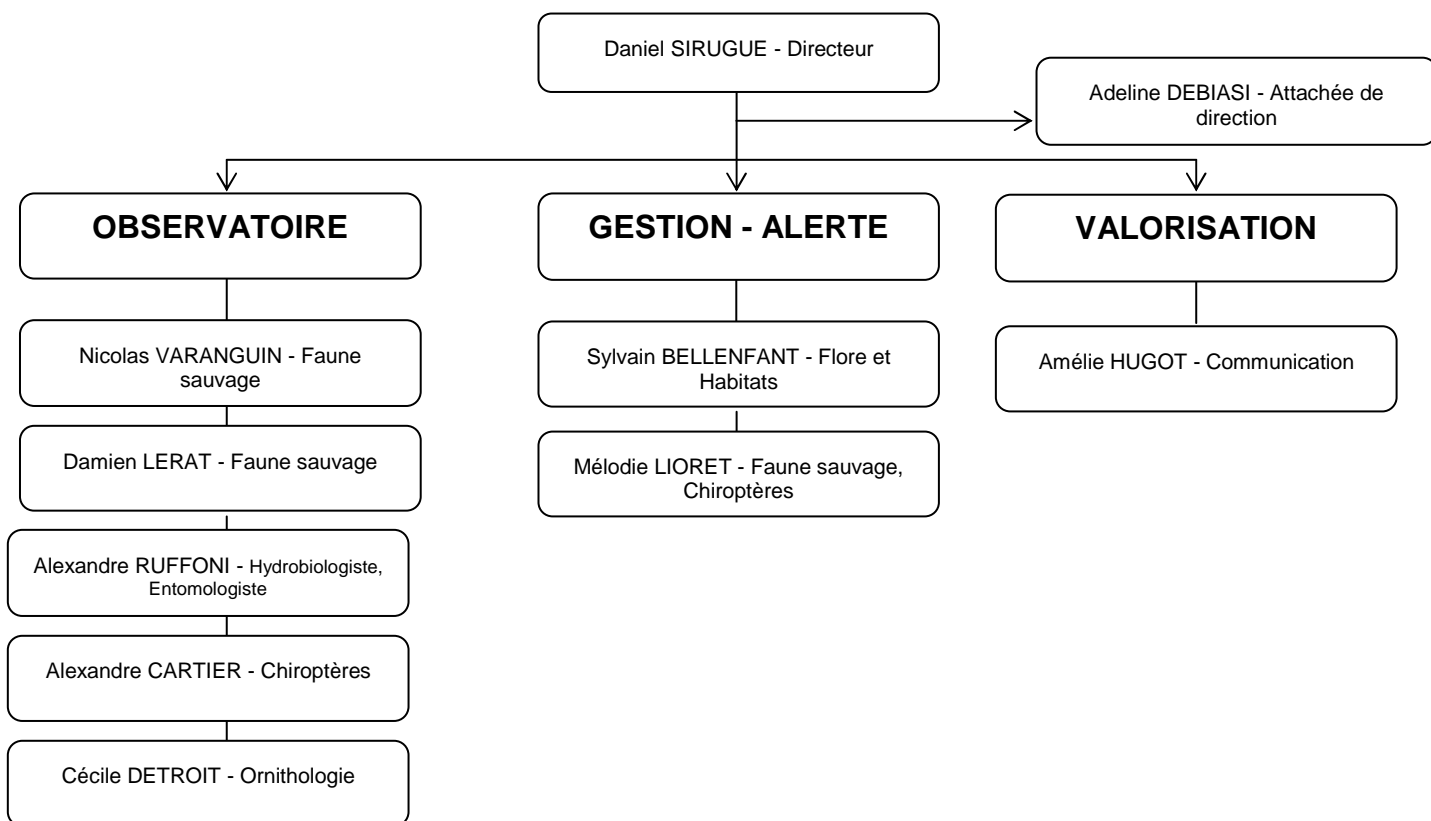 Daniel SIRUGUE - Directeur
Adeline DEBIASI - Attachée de
direction
OBSERVATOIRE
Nicolas VARANGUIN - Faune
sauvage
Damien LERAT - Faune sauvage
Alexandre RUFFONI - Hydrobiologiste,
Entomologiste
Alexandre CARTIER - Chiroptères
Cécile DETROIT - Ornithologie
GESTION - ALERTE
Sylvain BELLENFANT - Flore et
Habitats
Mélodie LIORET - Faune sauvage,
Chiroptères
VALORISATION
Amélie HUGOT - Communication